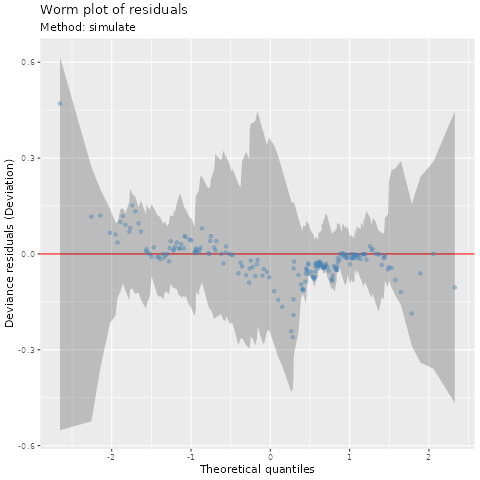 Worm plot of residuals
Method: simulate
Deviance residuals (Deviation)
0.6
0.3
0.0
-0.3
-0.6
-2
-1
0
1
2
Theoretical quantiles